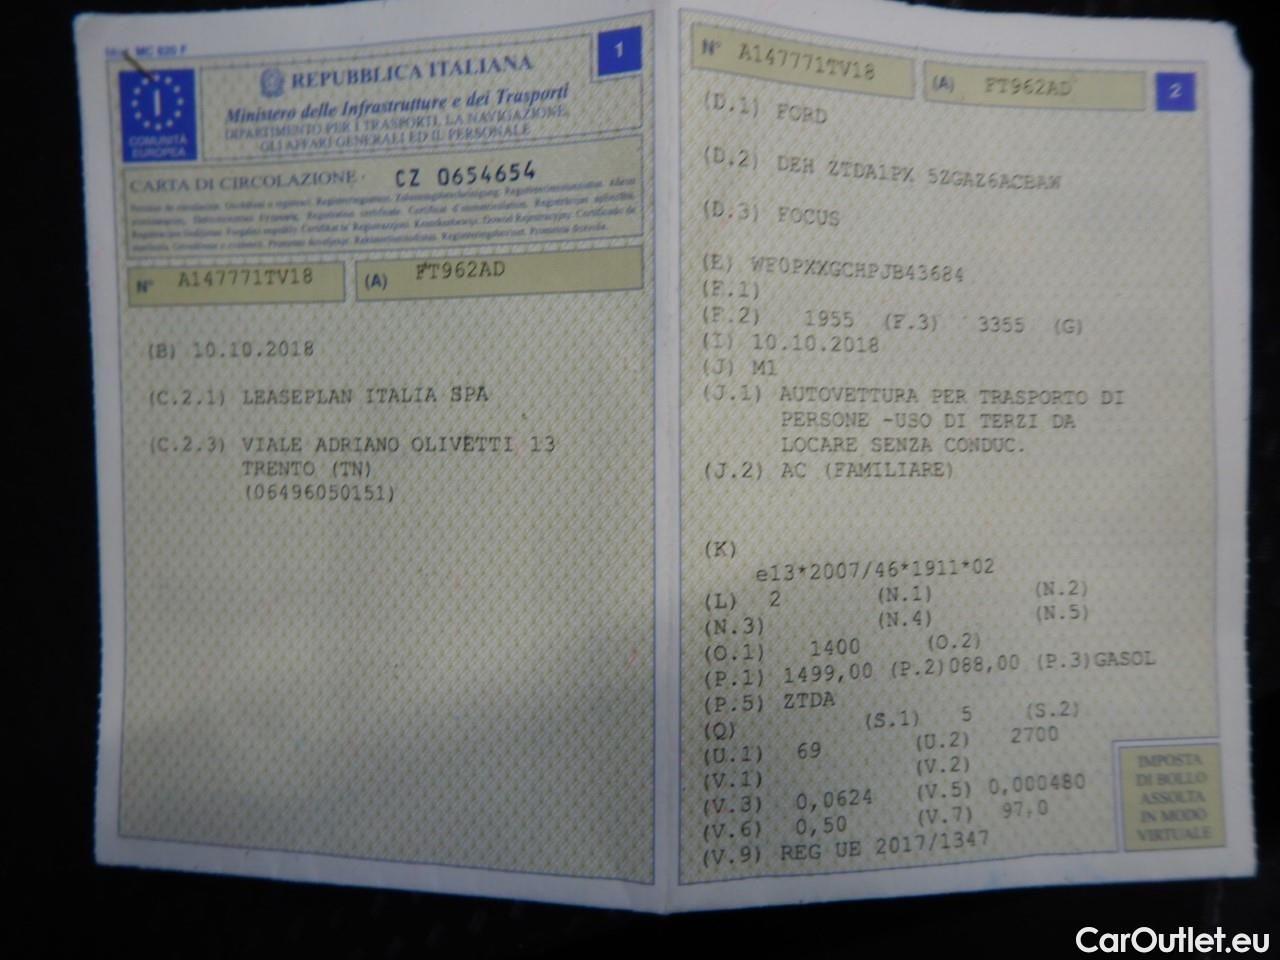 MC 820 F
1
COMUNITÀ
EUROPEA
REPUBBLICA ITALIANA
Ministero delle Infrastrutture e dei Trasporti
DIPARTIMENTO PER I TRASPORTI, LA NAVIGAZIONE,
GLI AFFARI GENERALI ED IL PERSONALE
CARTA DI CIRCOLAZIONE CZ 0654654
N° A147771TV18 (A) FT962AD
(B) 10.10.2018
(C.2.1) LEASEPLAN ITALIA SPA
(C.2.3) VIALE ADRIANO OLIVETTI 13
TRENTO (TN)
(06496050151)
N° A147771TV18 (A) FT962AD
2
(D.1) FORD
(D.2) DEH ZTDA1PX 5ZGAZ6ACBAW
(D.3) FOCUS
(E) WF0PXXGCHPJB43684
(F.1)
(F.2) 1955 (F.3) 3355 (G)
(I) 10.10.2018
(J) M1
(J.1) AUTOVETTURA PER TRASPORTO DI
PERSONE -USO DI TERZI DA
LOCARE SENZA CONDUC.
(J.2) AC (FAMILIARE)
(K)
e13*2007/46*1911*02
(L) 2 (N.1) (N.2)
(N.3) (N.4) (N.5)
(O.1) 1400 (O.2)
(P.1) 1499,00 (P.2)088,00 (P.3)GASOL
(P.5) ZTDA
(Q) (S.1) 5 (S.2)
(U.1) 69 (U.2) 2700
(V.1) (V.2)
(V.3) 0,0624 (V.5) 0,000480
(V.6) 0,50 (V.7) 97,0
(V.9) REG UE 2017/1347
IMPOSTA
DI BOLLO
ASSOLTA
IN MODO
VIRTUALE
CarOutlet.eu